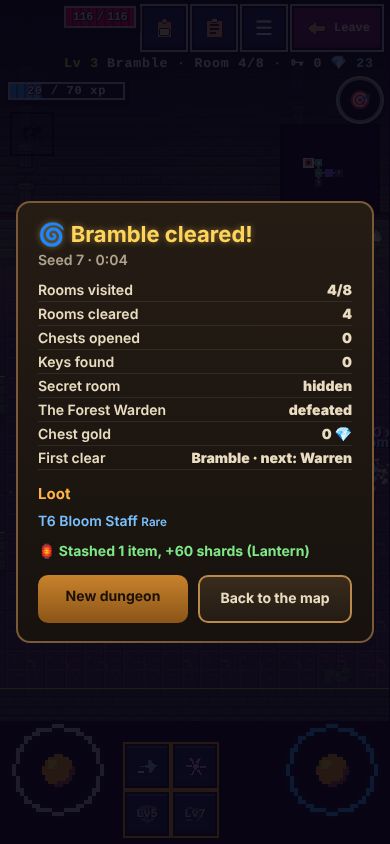 116 / 116
Leave
Lv 3 Bramble · Room 4/8 · 0 23
20 / 70 xp
Bramble cleared!
Seed 7 · 0:04
Rooms visited 4/8
Rooms cleared 4
Chests opened 0
Keys found 0
Secret room hidden
The Forest Warden defeated
Chest gold 0
First clear Bramble · next: Warren
Loot
T6 Bloom Staff Rare
Stashed 1 item, +60 shards (Lantern)
New dungeon
Back to the map
Lv5 Lv7